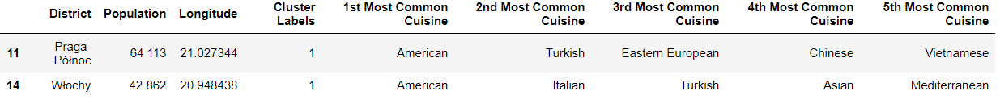 District Population Longitude Cluster Labels 1st Most Common Cuisine 2nd Most Common Cuisine 3rd Most Common Cuisine 4th Most Common Cuisine 5th Most Common Cuisine
11 Praga-Północ 64 113 21.027344 1 American Turkish Eastern European Chinese Vietnamese
14 Włochy 42 862 20.948438 1 American Italian Turkish Asian Mediterranean